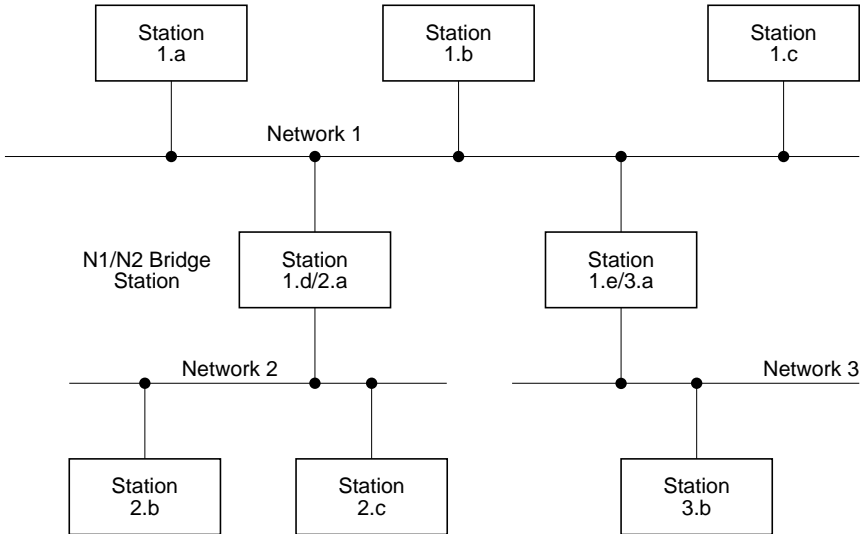 Station
1.a
Station
1.b
Station
1.c
Network 1
N1/N2 Bridge
Station
Station
1.d/2.a
Station
1.e/3.a
Network 2
Network 3
Station
2.b
Station
2.c
Station
3.b